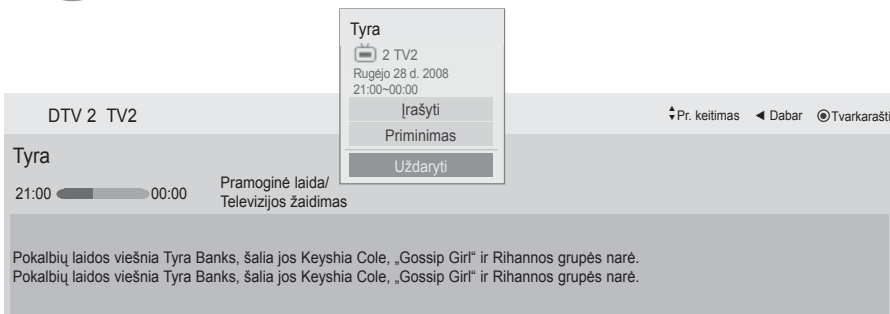 Tyra
2 TV2
Rugėjo 28 d. 2008
21:00~00:00
Įrašyti
Priminimas
Uždaryti
DTV 2 TV2
Pr. keitimas ◄ Dabar ◉ Tvarkarašti
Tyra
21:00 00:00
Pramoginė laida/
Televizijos žaidimas
Pokalbių laidos viešnia Tyra Banks, šalia jos Keyshia Cole, „Gossip Girl“ ir Rihannos grupės narė.
Pokalbių laidos viešnia Tyra Banks, šalia jos Keyshia Cole, „Gossip Girl“ ir Rihannos grupės narė.